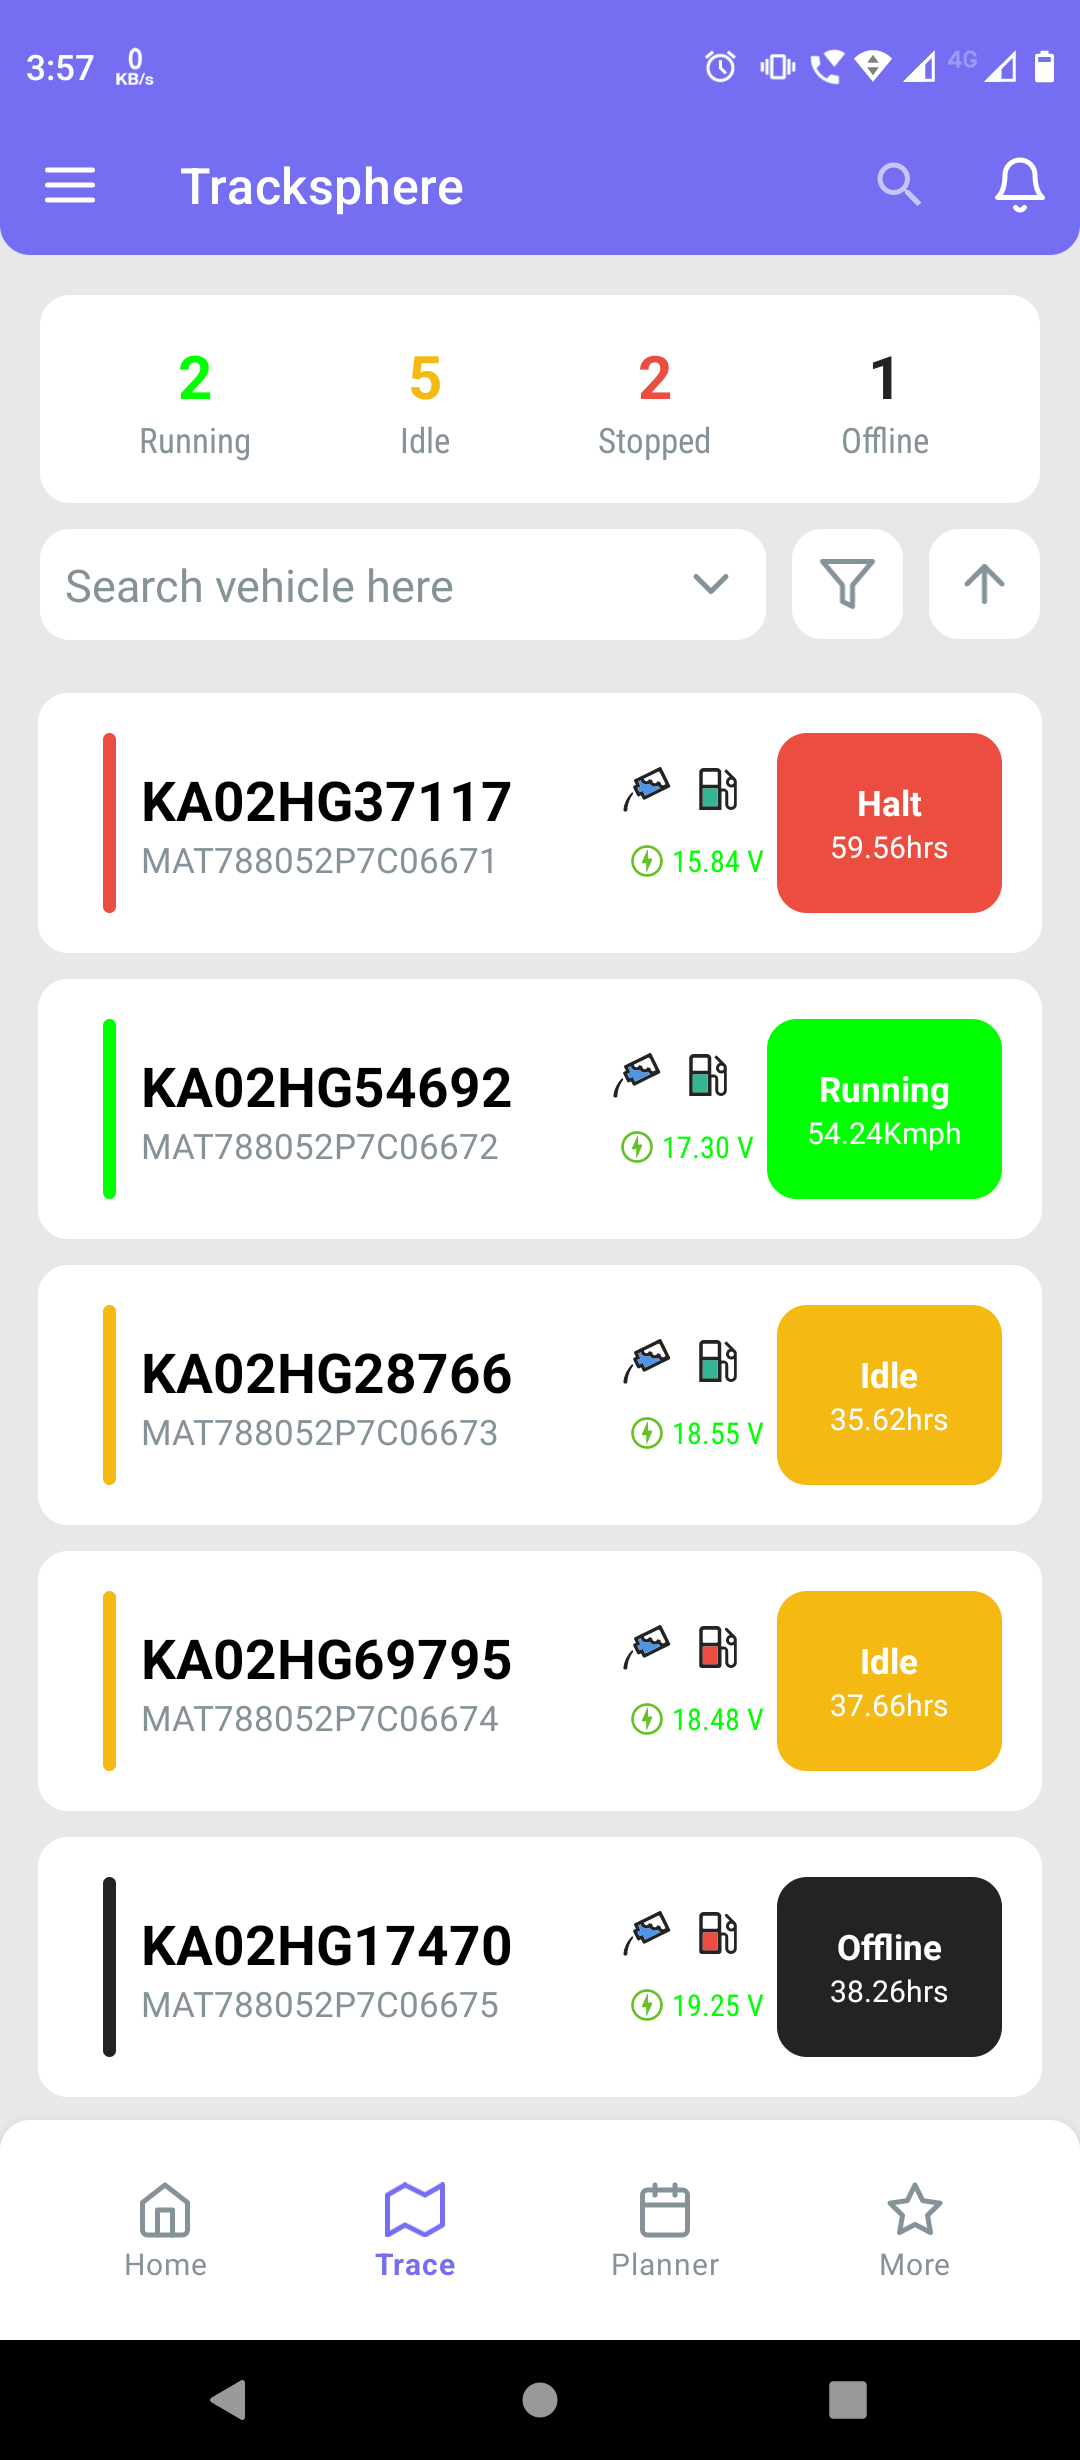 3:57
0
KB/s
4G
Tracksphere
2 5 2 1
Running Idle Stopped Offline
Search vehicle here
KA02HG37117
MAT788052P7C06671
15.84 V
Halt
59.56hrs
KA02HG54692
MAT788052P7C06672
17.30 V
Running
54.24Kmph
KA02HG28766
MAT788052P7C06673
18.55 V
Idle
35.62hrs
KA02HG69795
MAT788052P7C06674
18.48 V
Idle
37.66hrs
KA02HG17470
MAT788052P7C06675
19.25 V
Offline
38.26hrs
Home Trace Planner More